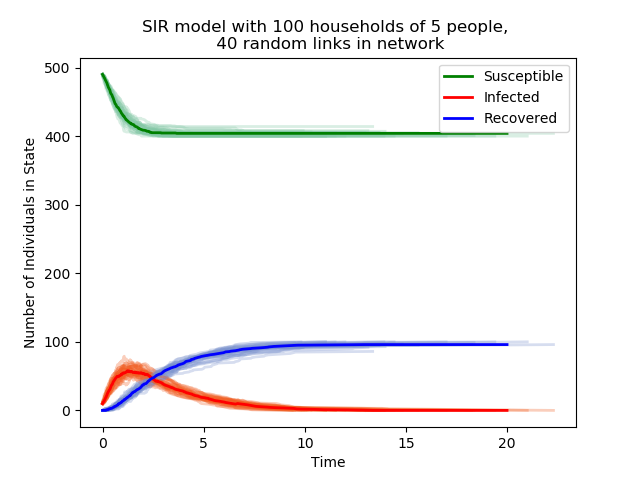 SIR model with 100 households of 5 people,
40 random links in network
Number of Individuals in State
500
400
300
200
100
0
Susceptible
Infected
Recovered
0 5 10 15 20
Time